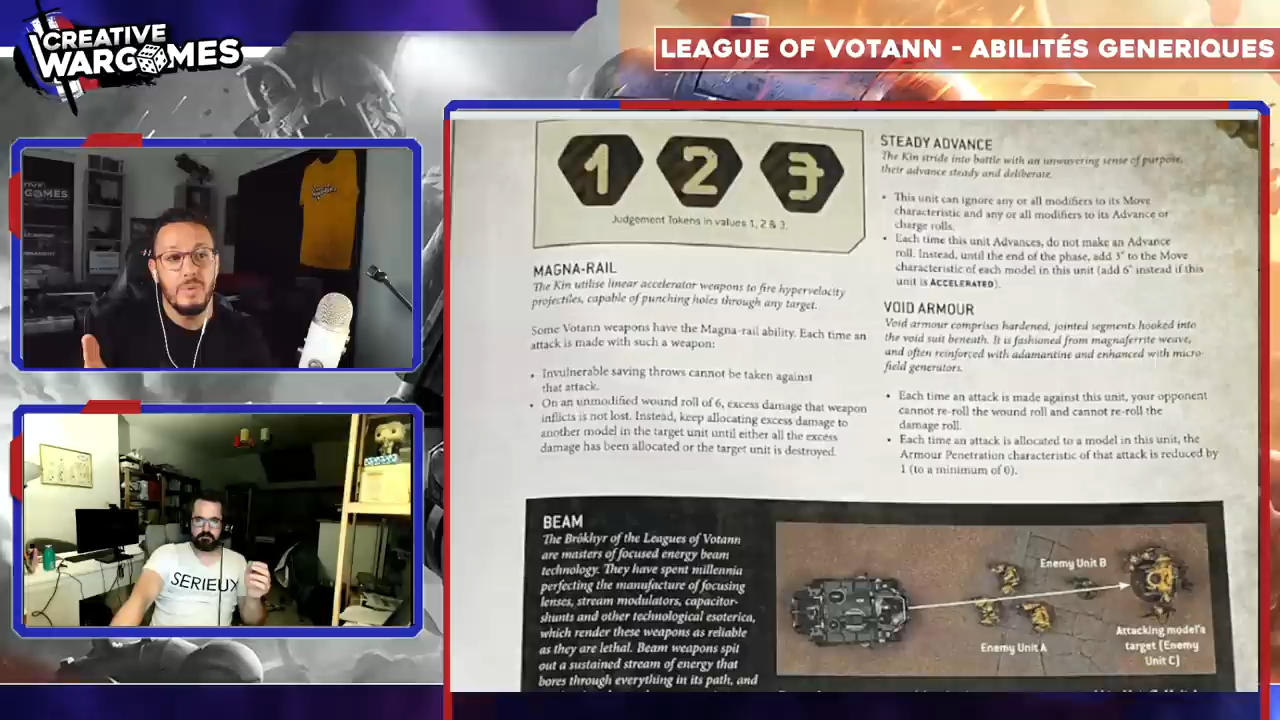 CREATIVE
WARGAMES
LEAGUE OF VOTANN - ABILITÉS GENERIQUES
SERIEUX
1 2 3
Judgement Tokens in values 1, 2 & 3.
MAGNA-RAIL
The Kin utilise linear accelerator weapons to fire hypervelocity
projectiles, capable of punching holes through any target.
Some Votann weapons have the Magna-rail ability. Each time an
attack is made with such a weapon:
• Invulnerable saving throws cannot be taken against
that attack.
• On an unmodified wound roll of 6, excess damage that weapon
inflicts is not lost. Instead, keep allocating excess damage to
another model in the target unit until either all the excess
damage has been allocated or the target unit is destroyed.
STEADY ADVANCE
The Kin stride into battle with an unwavering sense of purpose,
their advance steady and deliberate.
• This unit can ignore any or all modifiers to its Move
characteristic and any or all modifiers to its Advance or
charge rolls.
• Each time this unit Advances, do not make an Advance
roll. Instead, until the end of the phase, add 3" to the Move
characteristic of each model in this unit (add 6" instead if this
unit is ACCELERATED).
VOID ARMOUR
Void armour comprises hardened, jointed segments hooked into
the void suit beneath. It is fashioned from magnaferrite weave,
and often reinforced with adamantine and enhanced with micro-
field generators.
• Each time an attack is made against this unit, your opponent
cannot re-roll the wound roll and cannot re-roll the
damage roll.
• Each time an attack is allocated to a model in this unit, the
Armour Penetration characteristic of that attack is reduced by
1 (to a minimum of 0).
BEAM
The Brôkhyr of the Leagues of Votann
are masters of focused energy beam
technology. They have spent millennia
perfecting the manufacture of focusing
lenses, stream modulators, capacitor-
shunts and other technological esoterica,
which render these weapons as reliable
as they are lethal. Beam weapons spit
out a sustained stream of energy that
bores through everything in its path, and
Enemy Unit B
Enemy Unit A
Attacking model's
target (Enemy
Unit C)